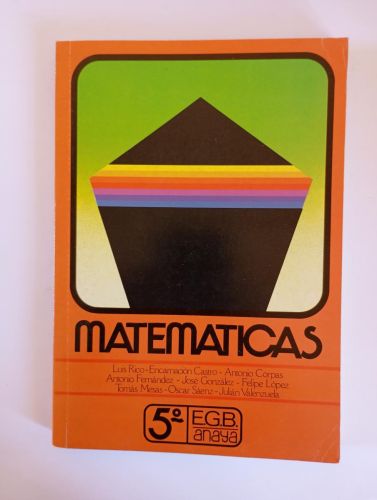 MATEMATICAS
Luis Rico-Encarnación Castro-Antonio Corpas
Antonio Fernández-José González-Felipe López
Tomás Mesas-Oscar Sáenz-Julián Valenzuela
5º E.G.B.
anaya